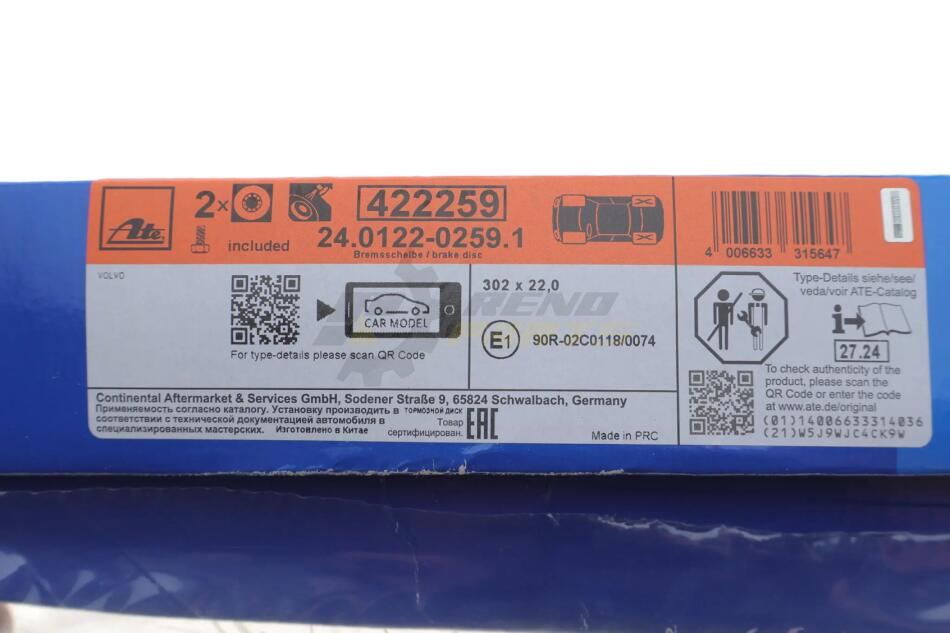 Ate
2x
included
422259
24.0122-0259.1
Bremsscheibe / brake disc
4 006633 315647
VOLVO
CAR MODEL
For type-details please scan QR Code
302 x 22,0
E1 90R-02C0118/0074
Type-Details siehe/see/
veda/voir ATE-Catalog
i
27.24
To check authenticity of the
product, please scan the
QR Code or enter the code
at www.ate.de/original
(01)14006633314036
(21)W5J9WJC4CK9W
Continental Aftermarket & Services GmbH, Sodener Straße 9, 65824 Schwalbach, Germany
Применяемость согласно каталогу. Установку производить в ТОРМОЗНОЙ ДИСК
соответствии с технической документацией автомобиля в Товар
специализированных мастерских. Изготовлено в Китае сертифицирован.
EAC
Made in PRC